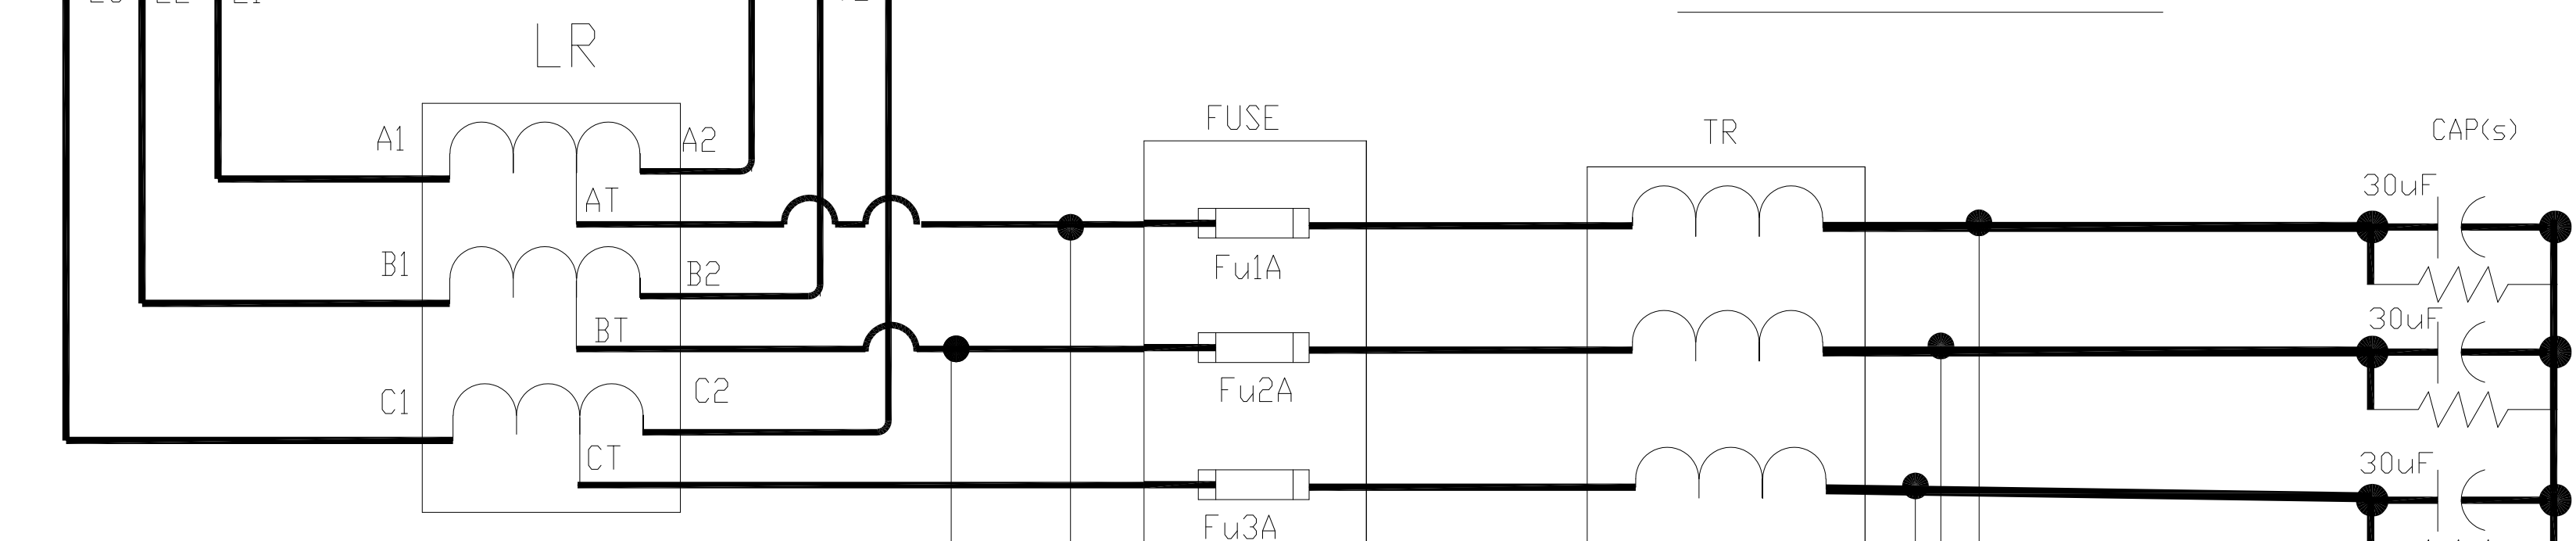 LR
FUSE
TR
CAP(s)
A1
A2
30uF
AT
B1
B2
Fu1A
30uF
BT
C1
C2
Fu2A
CT
30uF
Fu3A